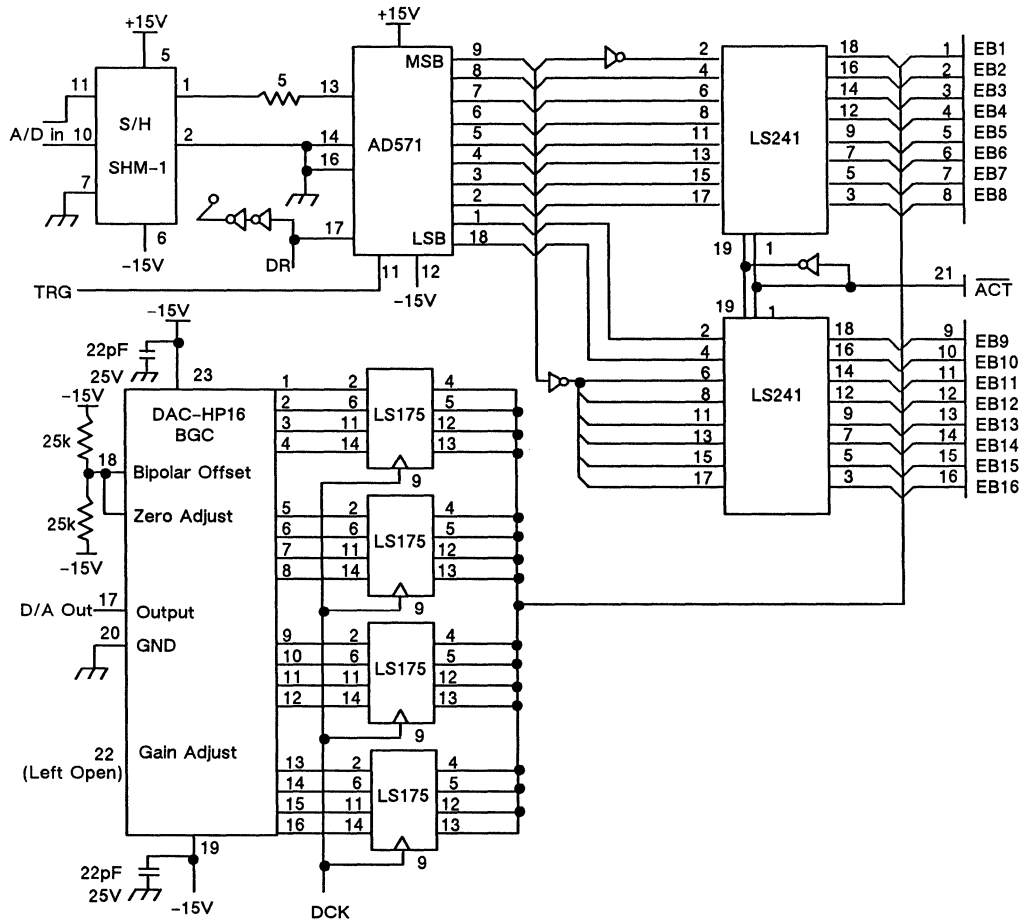 +15V
5
11
1
A/D in 10
S/H
SHM-1
2
7
6
-15V
5
+15V
13
MSB
9
8
7
6
5
4
3
2
1
LSB
18
14
16
AD571
17
DR
11
12
-15V
TRG
2
4
6
8
11
13
15
17
LS241
18
16
14
12
9
7
5
3
19
1
1
2
3
4
5
6
7
8
EB1
EB2
EB3
EB4
EB5
EB6
EB7
EB8
21
ACT
19
1
2
4
6
8
11
13
15
17
LS241
18
16
14
12
9
7
5
3
9
10
11
12
13
14
15
16
EB9
EB10
EB11
EB12
EB13
EB14
EB15
EB16
-15V
22pF
25V
23
DAC-HP16
BGC
-15V
25k
18
Bipolar Offset
25k
Zero Adjust
-15V
D/A Out
17
Output
20
GND
22
(Left Open)
Gain Adjust
19
22pF
25V
-15V
1
2
3
4
2
6
11
14
LS175
4
5
12
13
9
5
6
7
8
2
6
11
14
LS175
4
5
12
13
9
9
10
11
12
2
6
11
14
LS175
4
5
12
13
9
13
14
15
16
2
6
11
14
LS175
4
5
12
13
9
DCK